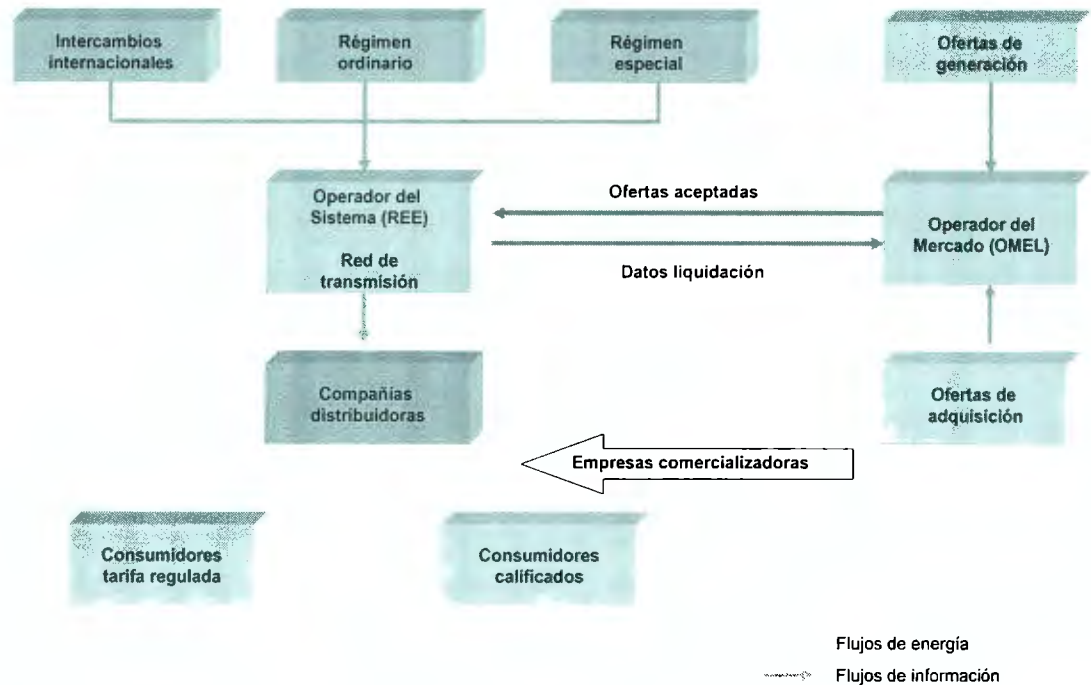 Intercambios
internacionales
Régimen
ordinario
Régimen
especial
Ofertas de
generación
Operador del
Sistema (REE)
Red de
transmisión
Ofertas aceptadas
Datos liquidación
Operador del
Mercado (OMEL)
Compañías
distribuidoras
Ofertas de
adquisición
Empresas comercializadoras
Consumidores
tarifa regulada
Consumidores
calificados
Flujos de energía
Flujos de información